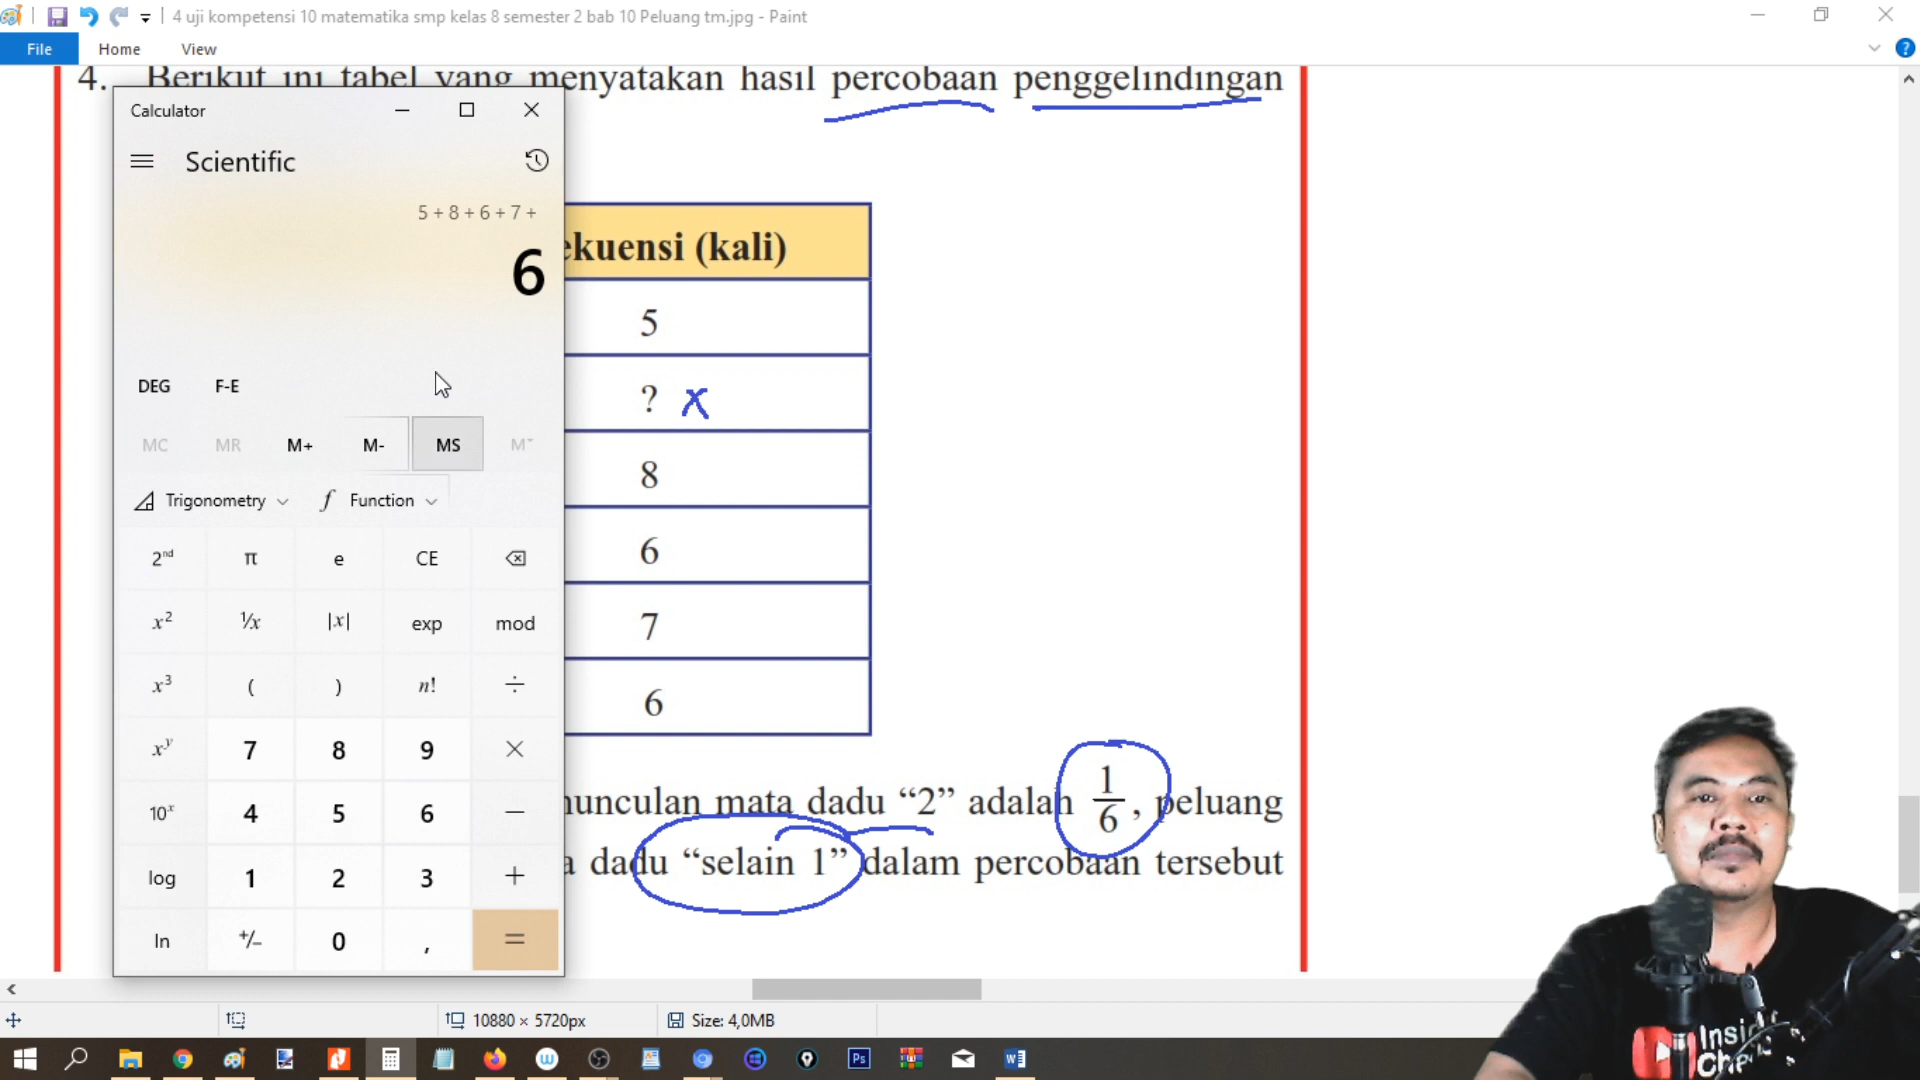 4 uji kompetensi 10 matematika smp kelas 8 semester 2 bab 10 Peluang tm.jpg - Paint
File Home View
4. Berikut ini tabel yang menyatakan hasil percobaan penggelindingan
Calculator
Scientific
5 + 8 + 6 + 7 +
6
ekuensi (kali)
5
? x
8
6
7
6
DEG F-E
MC MR M+ M- MS M˅
Trigonometry f Function
2nd π e CE
x² ¹/x |x| exp mod
x³ ( ) n! ÷
xʸ 7 8 9 ×
10ˣ 4 5 6 −
log 1 2 3 +
ln +/− 0 , =
unculan mata dadu “2” adalah 1/6, peluang
a dadu “selain 1” dalam percobaan tersebut
10880 × 5720px Size: 4,0MB
Ps